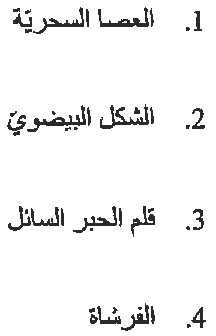 1. العصا السحريّة
2. الشكل البيضويّ
3. قلم الحبر السائل
4. الفرشاة